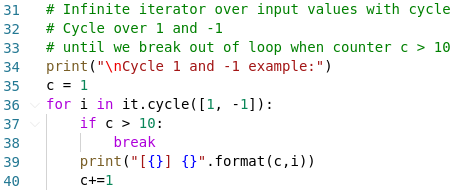 31 # Infinite iterator over input values with cycle
32 # Cycle over 1 and -1
33 # until we break out of loop when counter c > 10
34 print("\nCycle 1 and -1 example:")
35 c = 1
36 for i in it.cycle([1, -1]):
37     if c > 10:
38         break
39     print("[{}] {}".format(c,i))
40     c+=1